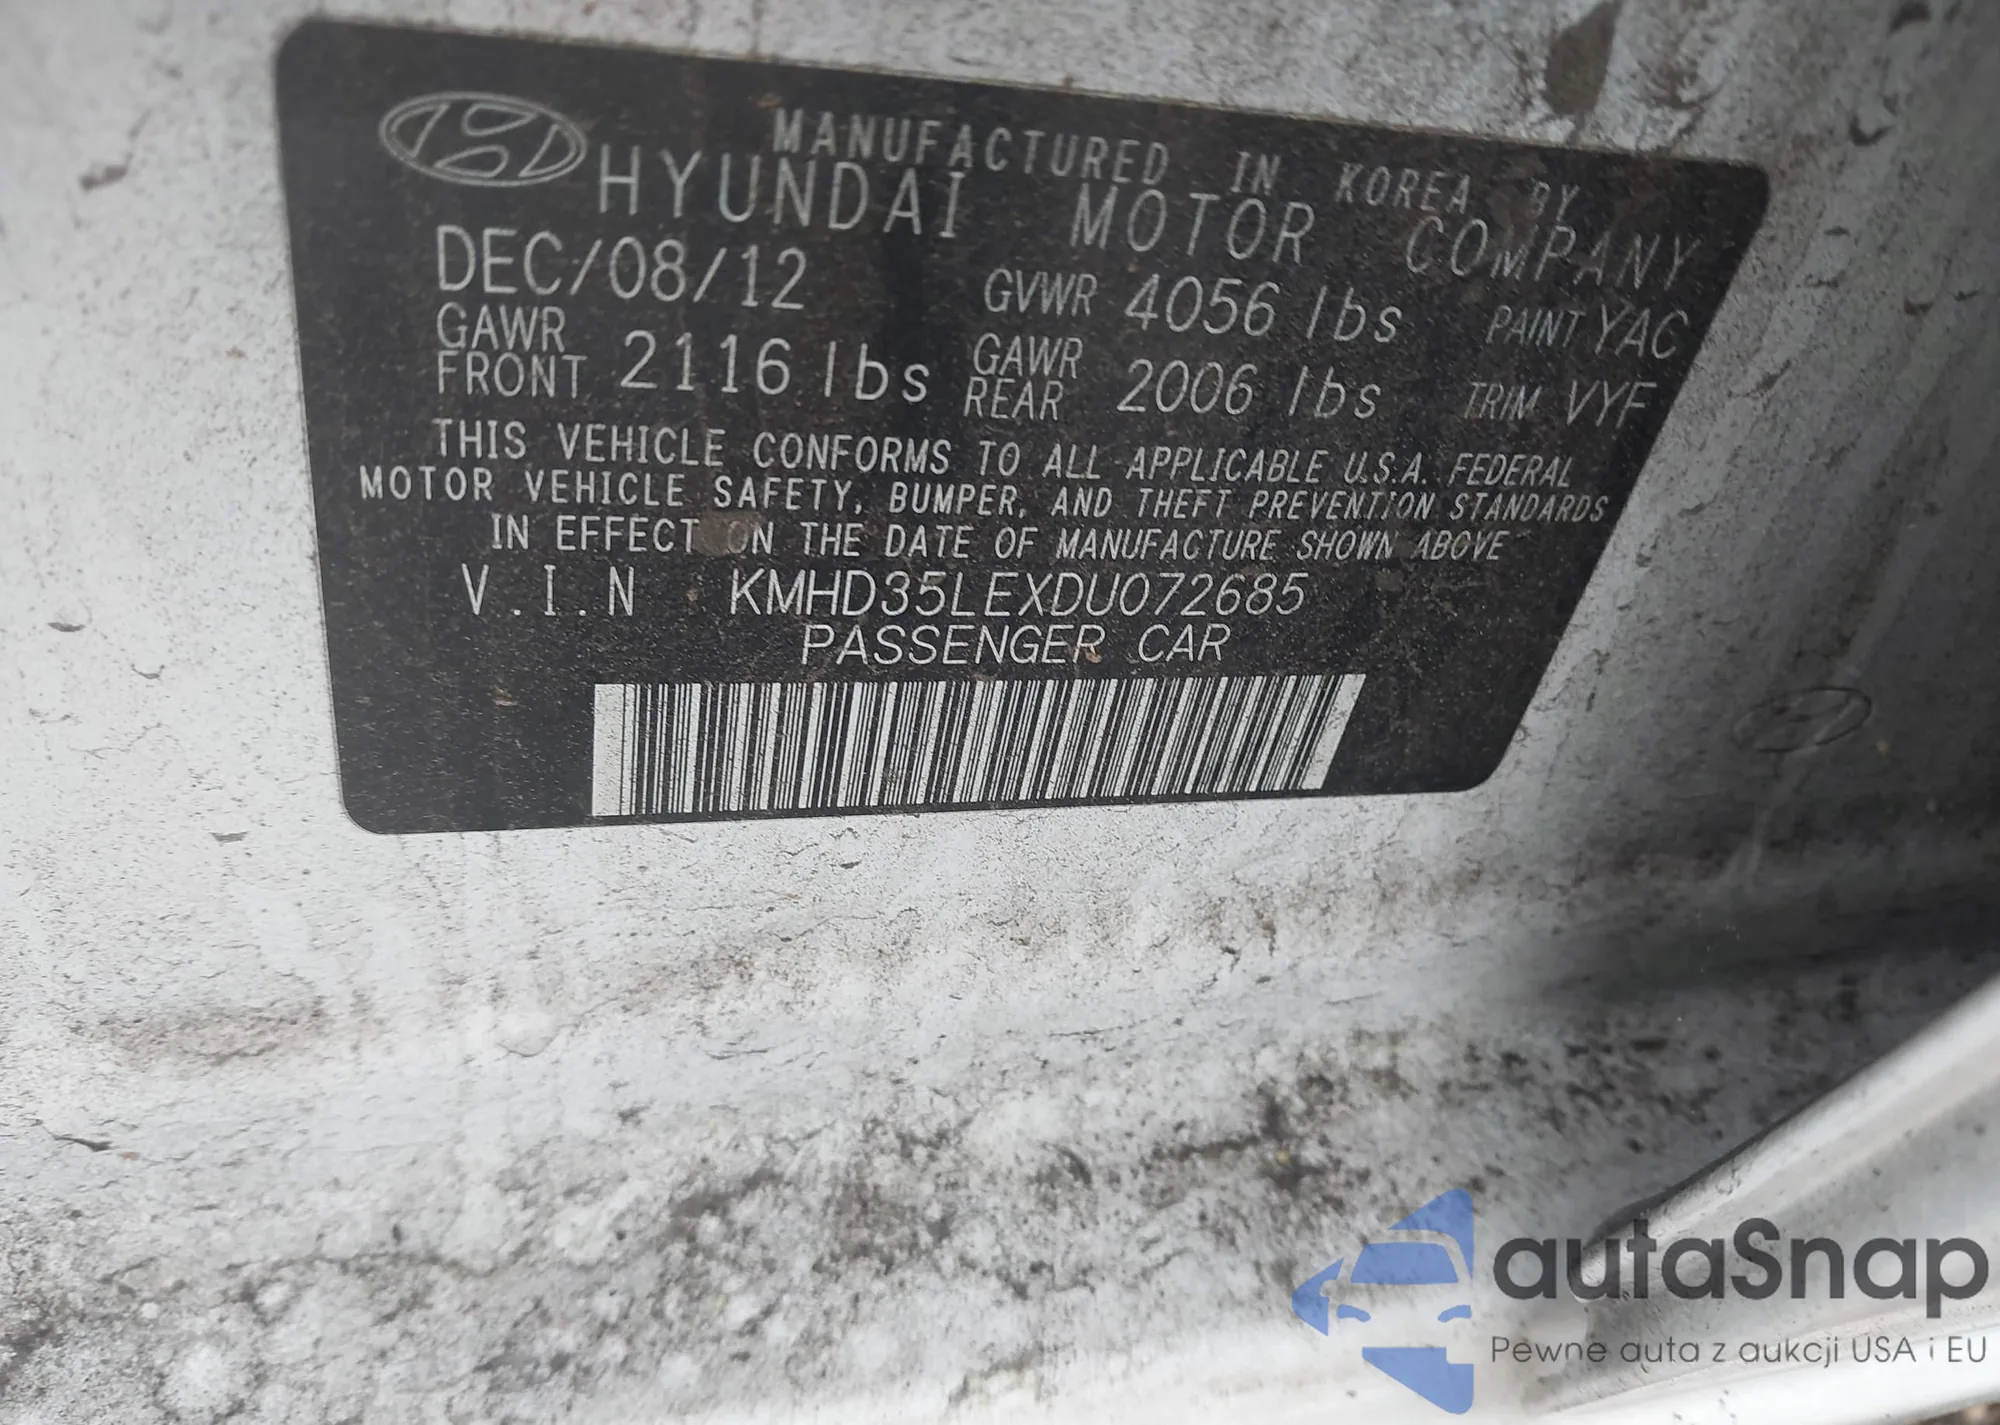 MANUFACTURED IN KOREA BY
HYUNDAI MOTOR COMPANY
DEC/08/12 GVWR 4056 lbs PAINT YAC
GAWR FRONT 2116 lbs GAWR REAR 2006 lbs TRIM VYF
THIS VEHICLE CONFORMS TO ALL APPLICABLE U.S.A. FEDERAL
MOTOR VEHICLE SAFETY, BUMPER, AND THEFT PREVENTION STANDARDS
IN EFFECT ON THE DATE OF MANUFACTURE SHOWN ABOVE
V.I.N KMHD35LEXDU072685
PASSENGER CAR
autaSnap
Pewne auta z aukcji USA i EU